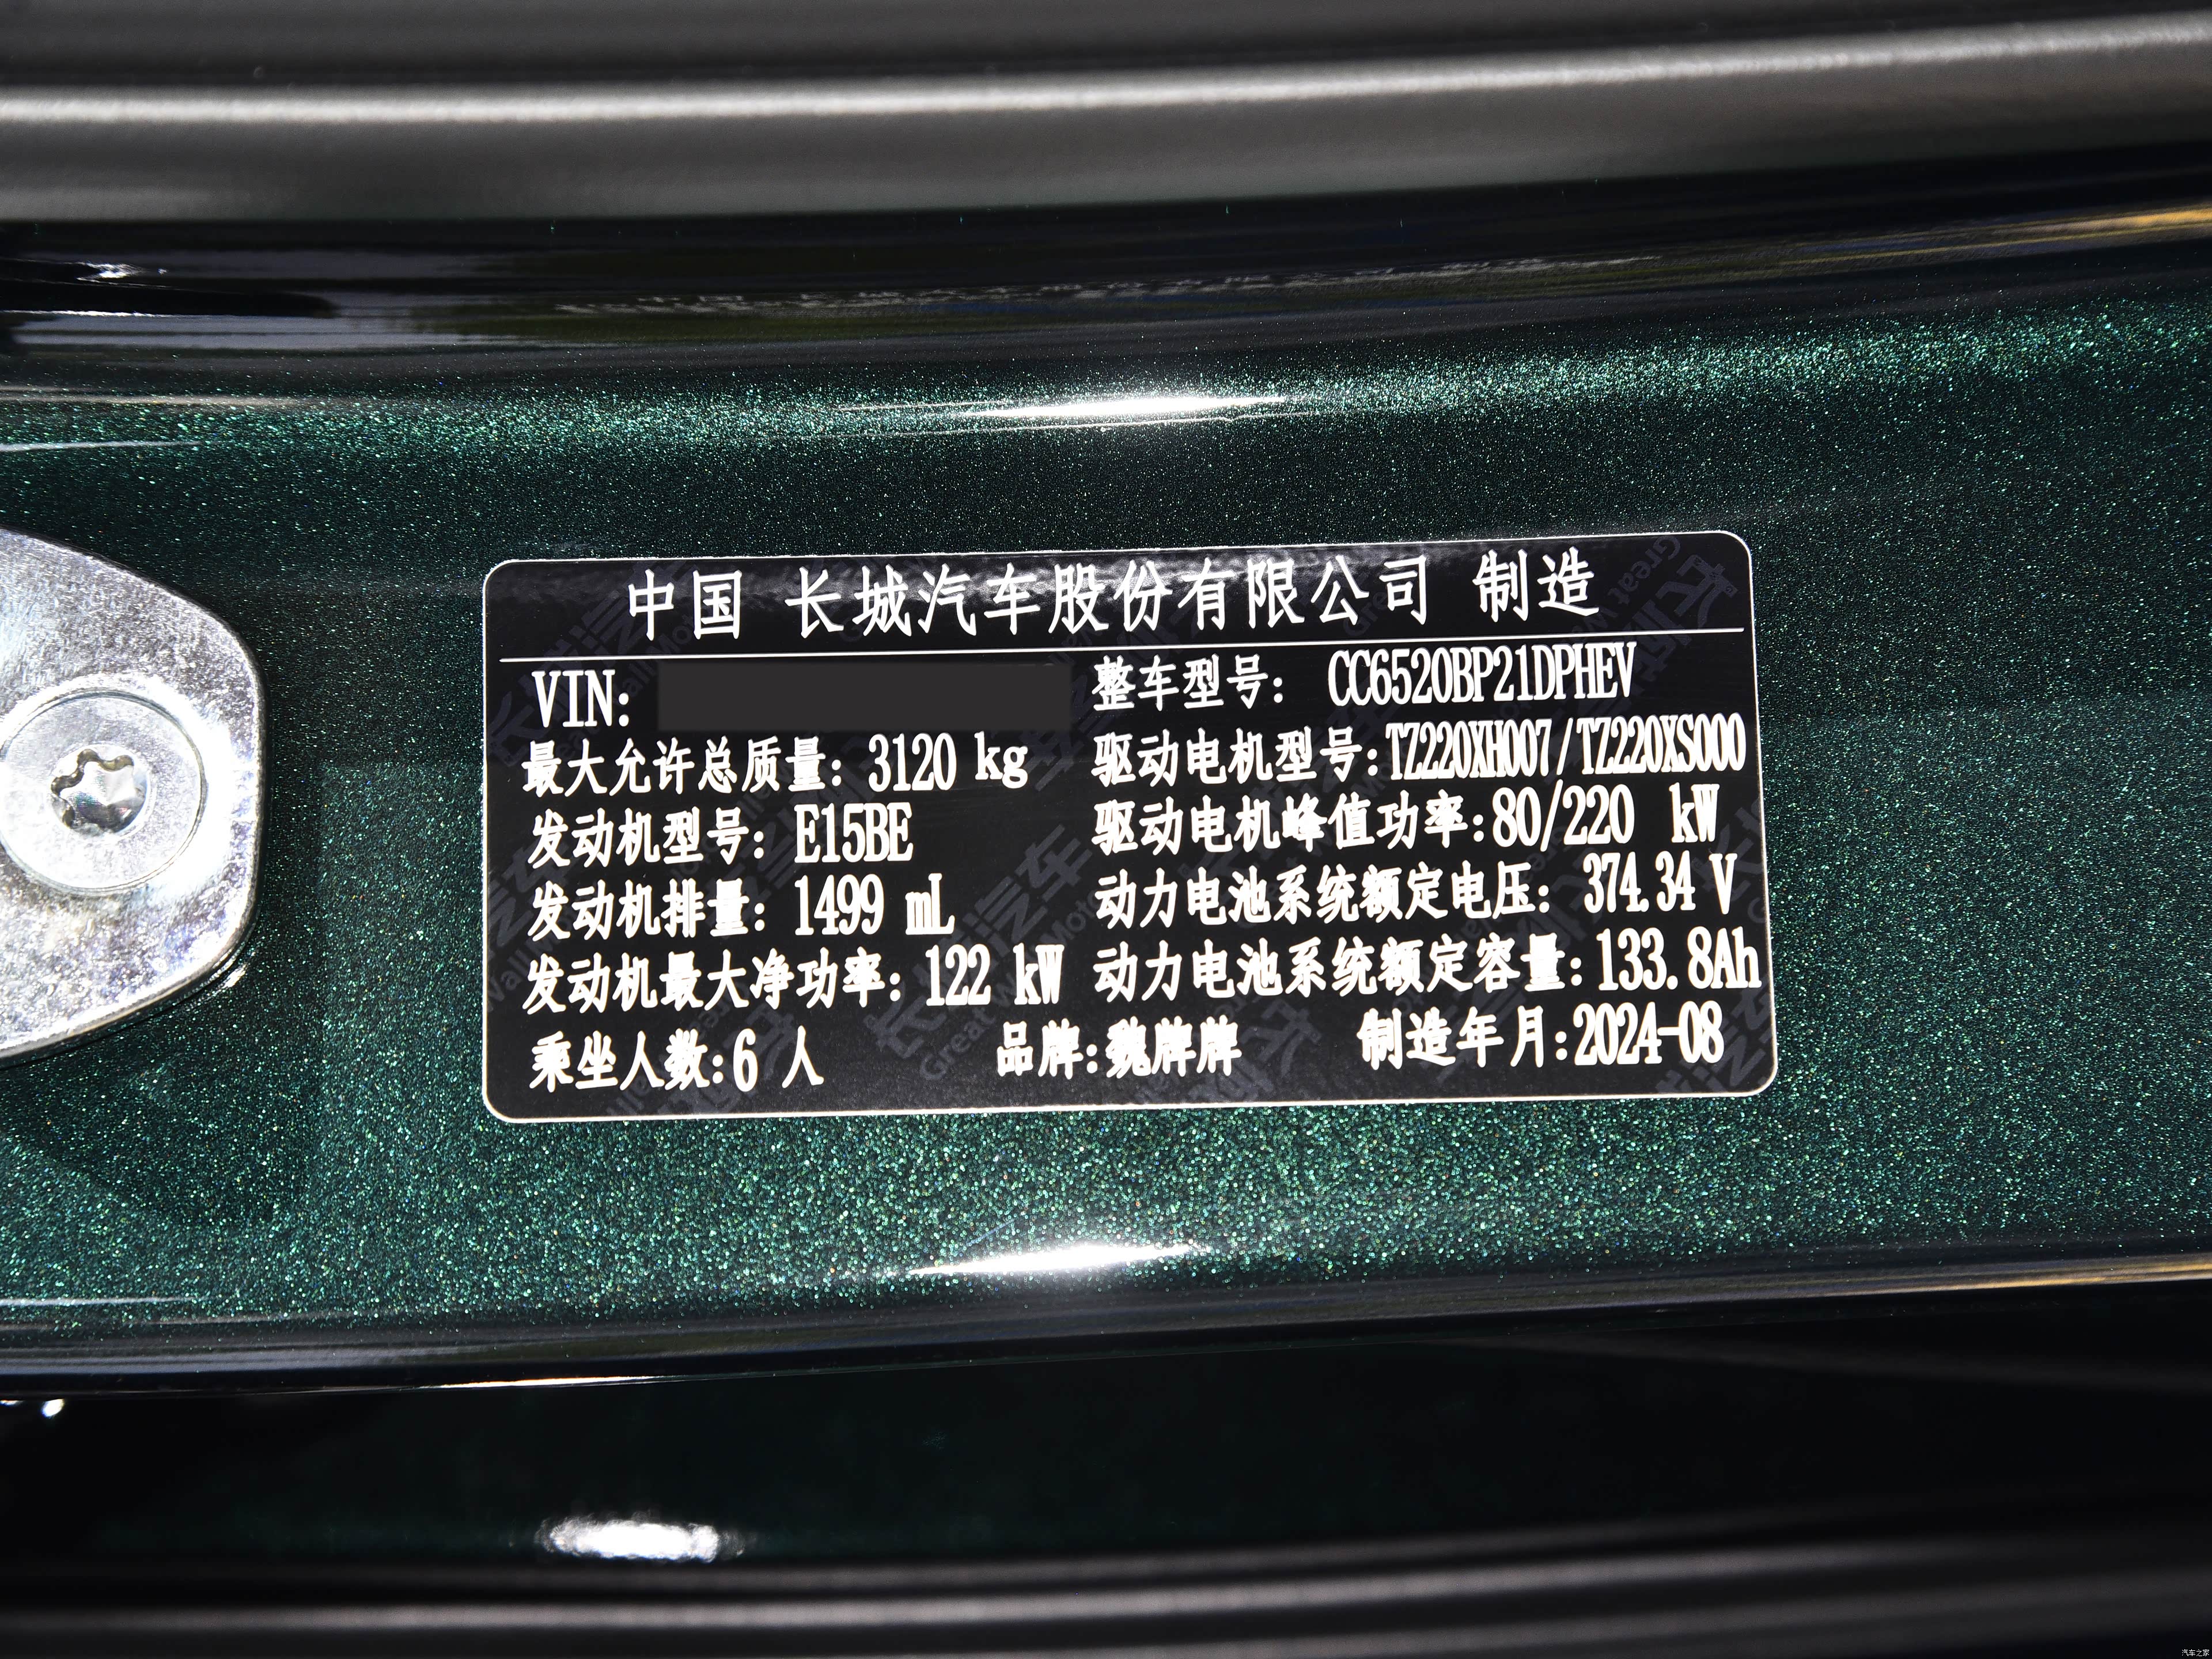 中国 长城汽车股份有限公司 制造
VIN: 整车型号: CC6520BP21DPHEV
最大允许总质量: 3120 kg 驱动电机型号:TZ220XH007/TZ220XS000
发动机型号: E15BE 驱动电机峰值功率:80/220 kW
发动机排量: 1499 mL 动力电池系统额定电压: 374.34 V
发动机最大净功率: 122 kW 动力电池系统额定容量:133.8Ah
乘坐人数:6 人 品牌:魏牌牌 制造年月:2024-08
汽车之家